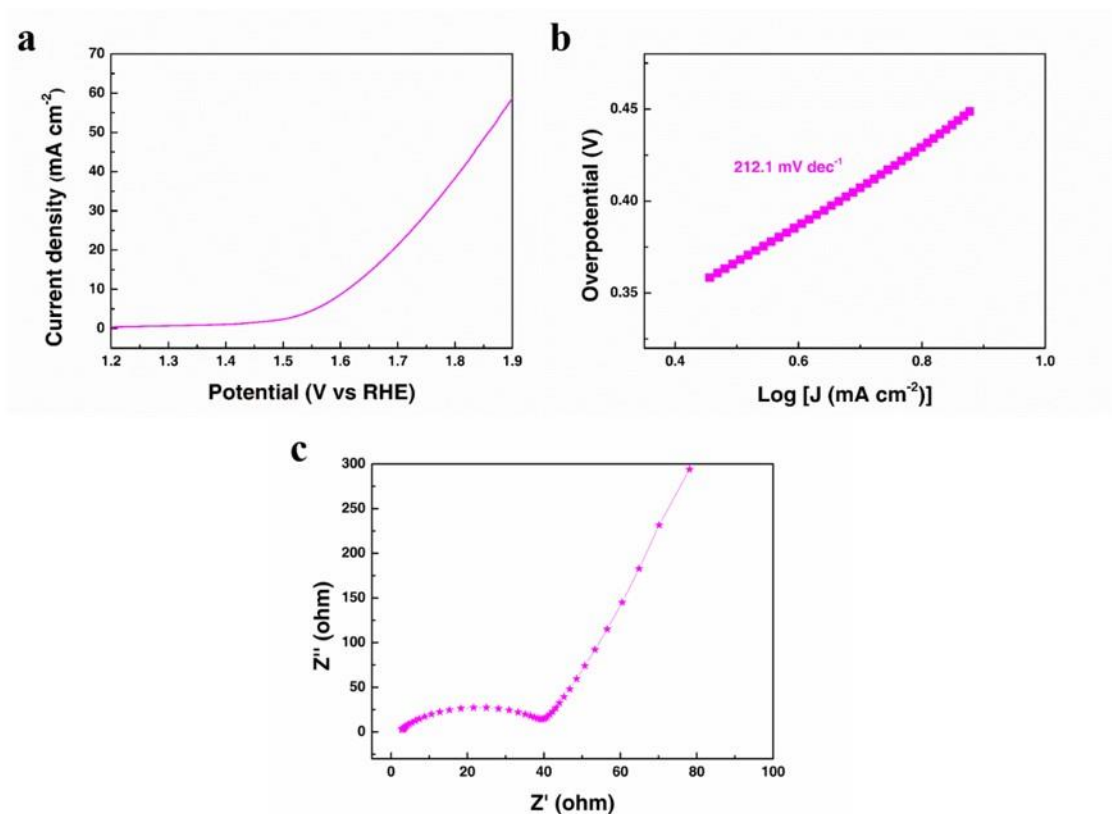 a
70
60
50
40
30
20
10
0
Current density (mA cm⁻²)
1.2 1.3 1.4 1.5 1.6 1.7 1.8 1.9
Potential (V vs RHE)
b
0.45
0.40
0.35
Overpotential (V)
212.1 mV dec⁻¹
0.4 0.6 0.8 1.0
Log [J (mA cm⁻²)]
c
300
250
200
150
100
50
0
Z'' (ohm)
0 20 40 60 80 100
Z' (ohm)